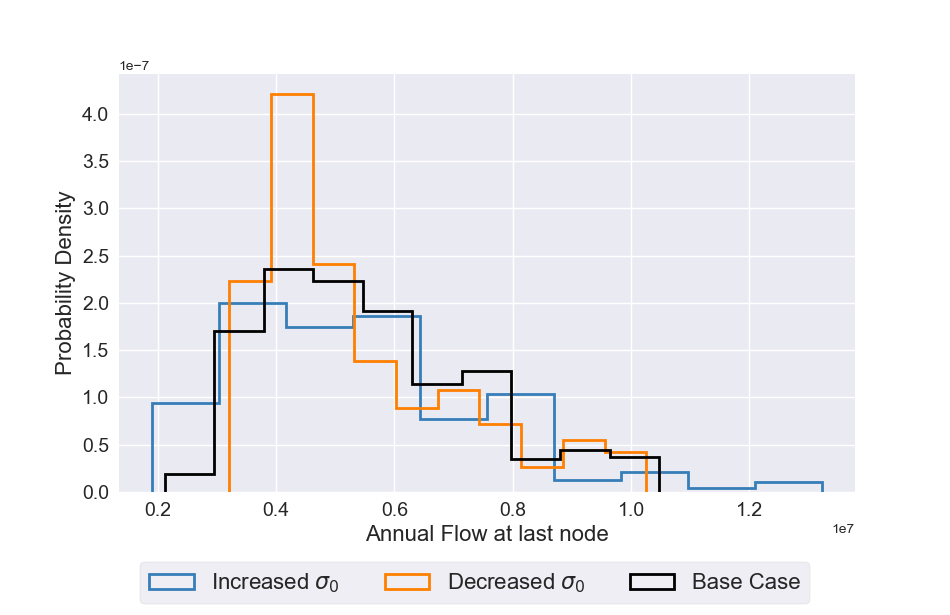 1e−7
4.0
3.5
3.0
2.5
2.0
1.5
1.0
0.5
0.0
Probability Density
0.2 0.4 0.6 0.8 1.0 1.2
1e7
Annual Flow at last node
Increased σ₀ Decreased σ₀ Base Case